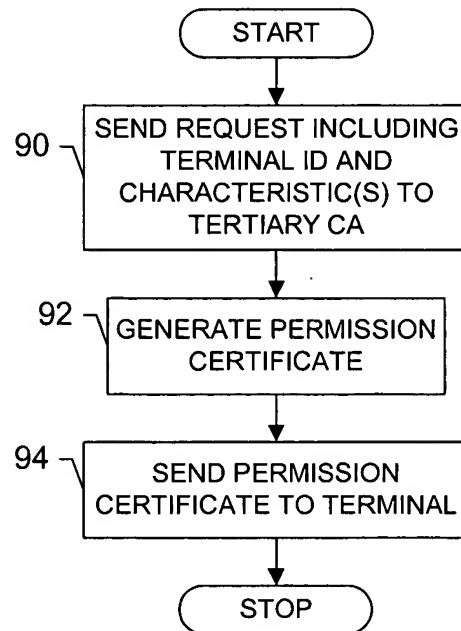 START
90
SEND REQUEST INCLUDING
TERMINAL ID AND
CHARACTERISTIC(S) TO
TERTIARY CA
92
GENERATE PERMISSION
CERTIFICATE
94
SEND PERMISSION
CERTIFICATE TO TERMINAL
STOP